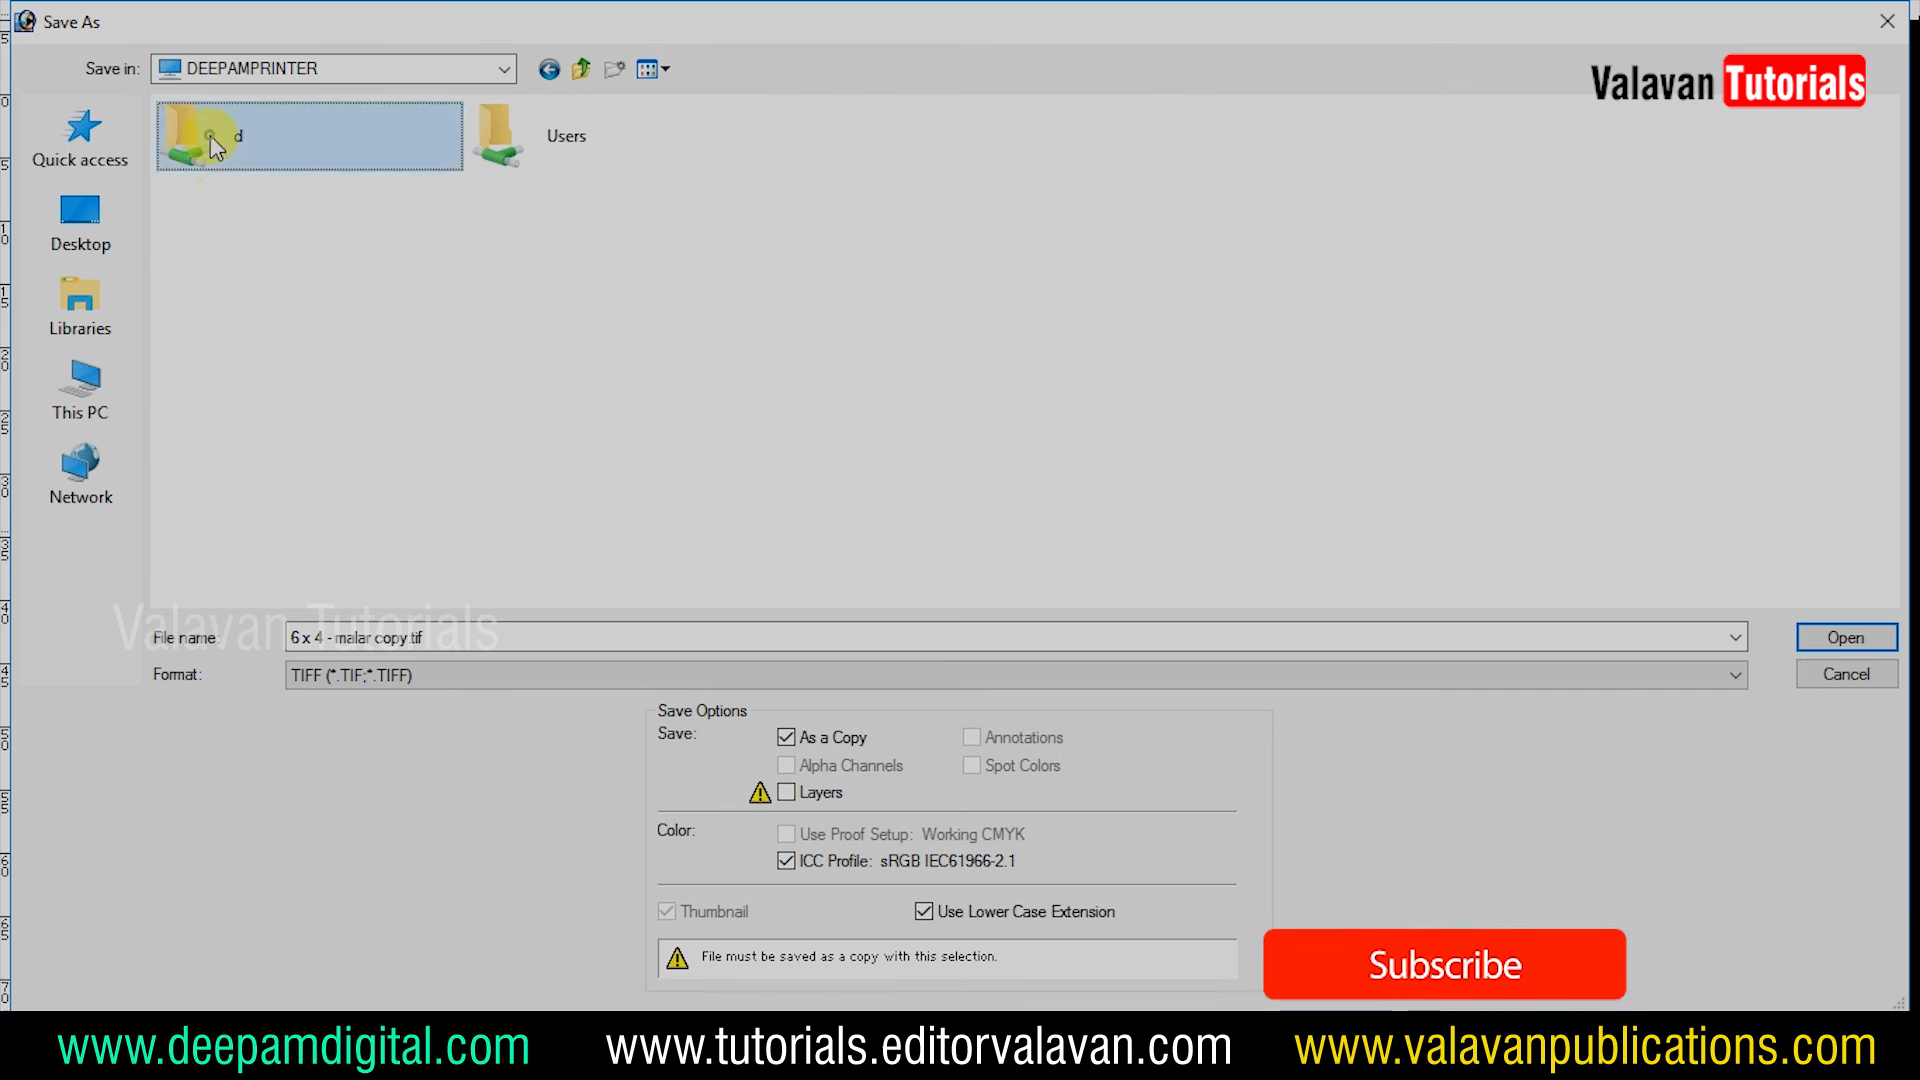 Save As
Save in: DEEPAMPRINTER
Valavan Tutorials
d
Users
Quick access
Desktop
Libraries
This PC
Network
Valavan Tutorials
File name: 6 x 4 - malar copy.tif
Open
Format: TIFF (*.TIF;*.TIFF)
Cancel
Save Options
Save: As a Copy Annotations
Alpha Channels Spot Colors
Layers
Color: Use Proof Setup: Working CMYK
ICC Profile: sRGB IEC61966-2.1
Thumbnail Use Lower Case Extension
File must be saved as a copy with this selection.
Subscribe
www.deepamdigital.com www.tutorials.editorvalavan.com www.valavanpublications.com